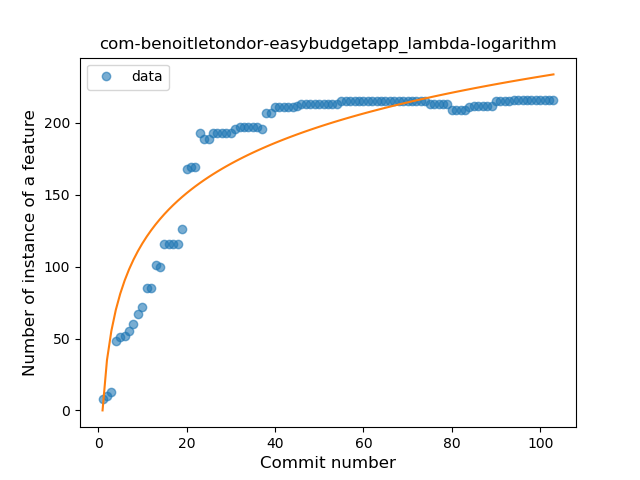 com-benoitletondor-easybudgetapp_lambda-logarithm
data
Number of instance of a feature
200
150
100
50
0
0 20 40 60 80 100
Commit number